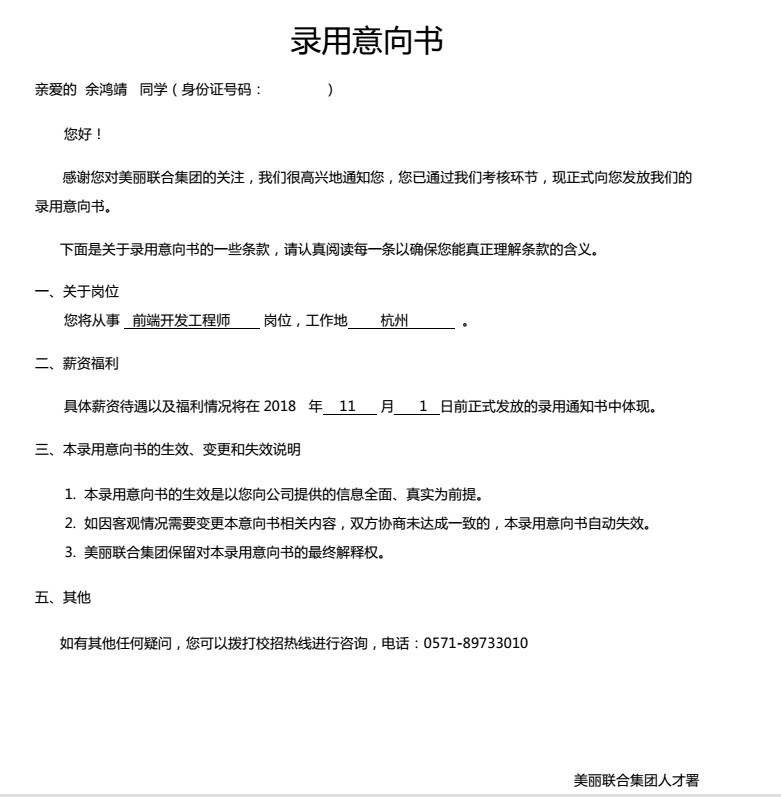 录用意向书
亲爱的 余鸿靖 同学（身份证号码： ）
您好！
感谢您对美丽联合集团的关注，我们很高兴地通知您，您已通过我们考核环节，现正式向您发放我们的
录用意向书。
下面是关于录用意向书的一些条款，请认真阅读每一条以确保您能真正理解条款的含义。
一、关于岗位
您将从事 前端开发工程师 岗位，工作地 杭州 。
二、薪资福利
具体薪资待遇以及福利情况将在 2018 年 11 月 1 日前正式发放的录用通知书中体现。
三、本录用意向书的生效、变更和失效说明
1. 本录用意向书的生效是以您向公司提供的信息全面、真实为前提。
2. 如因客观情况需要变更本意向书相关内容，双方协商未达成一致的，本录用意向书自动失效。
3. 美丽联合集团保留对本录用意向书的最终解释权。
五、其他
如有其他任何疑问，您可以拨打校招热线进行咨询，电话：0571-89733010
美丽联合集团人才署